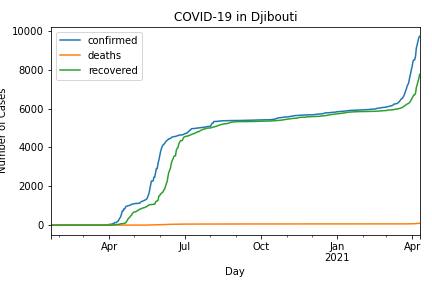 COVID-19 in Djibouti
confirmed
deaths
recovered
10000
8000
6000
4000
2000
0
Number of Cases
Apr
Jul
Oct
Jan
2021
Apr
Day